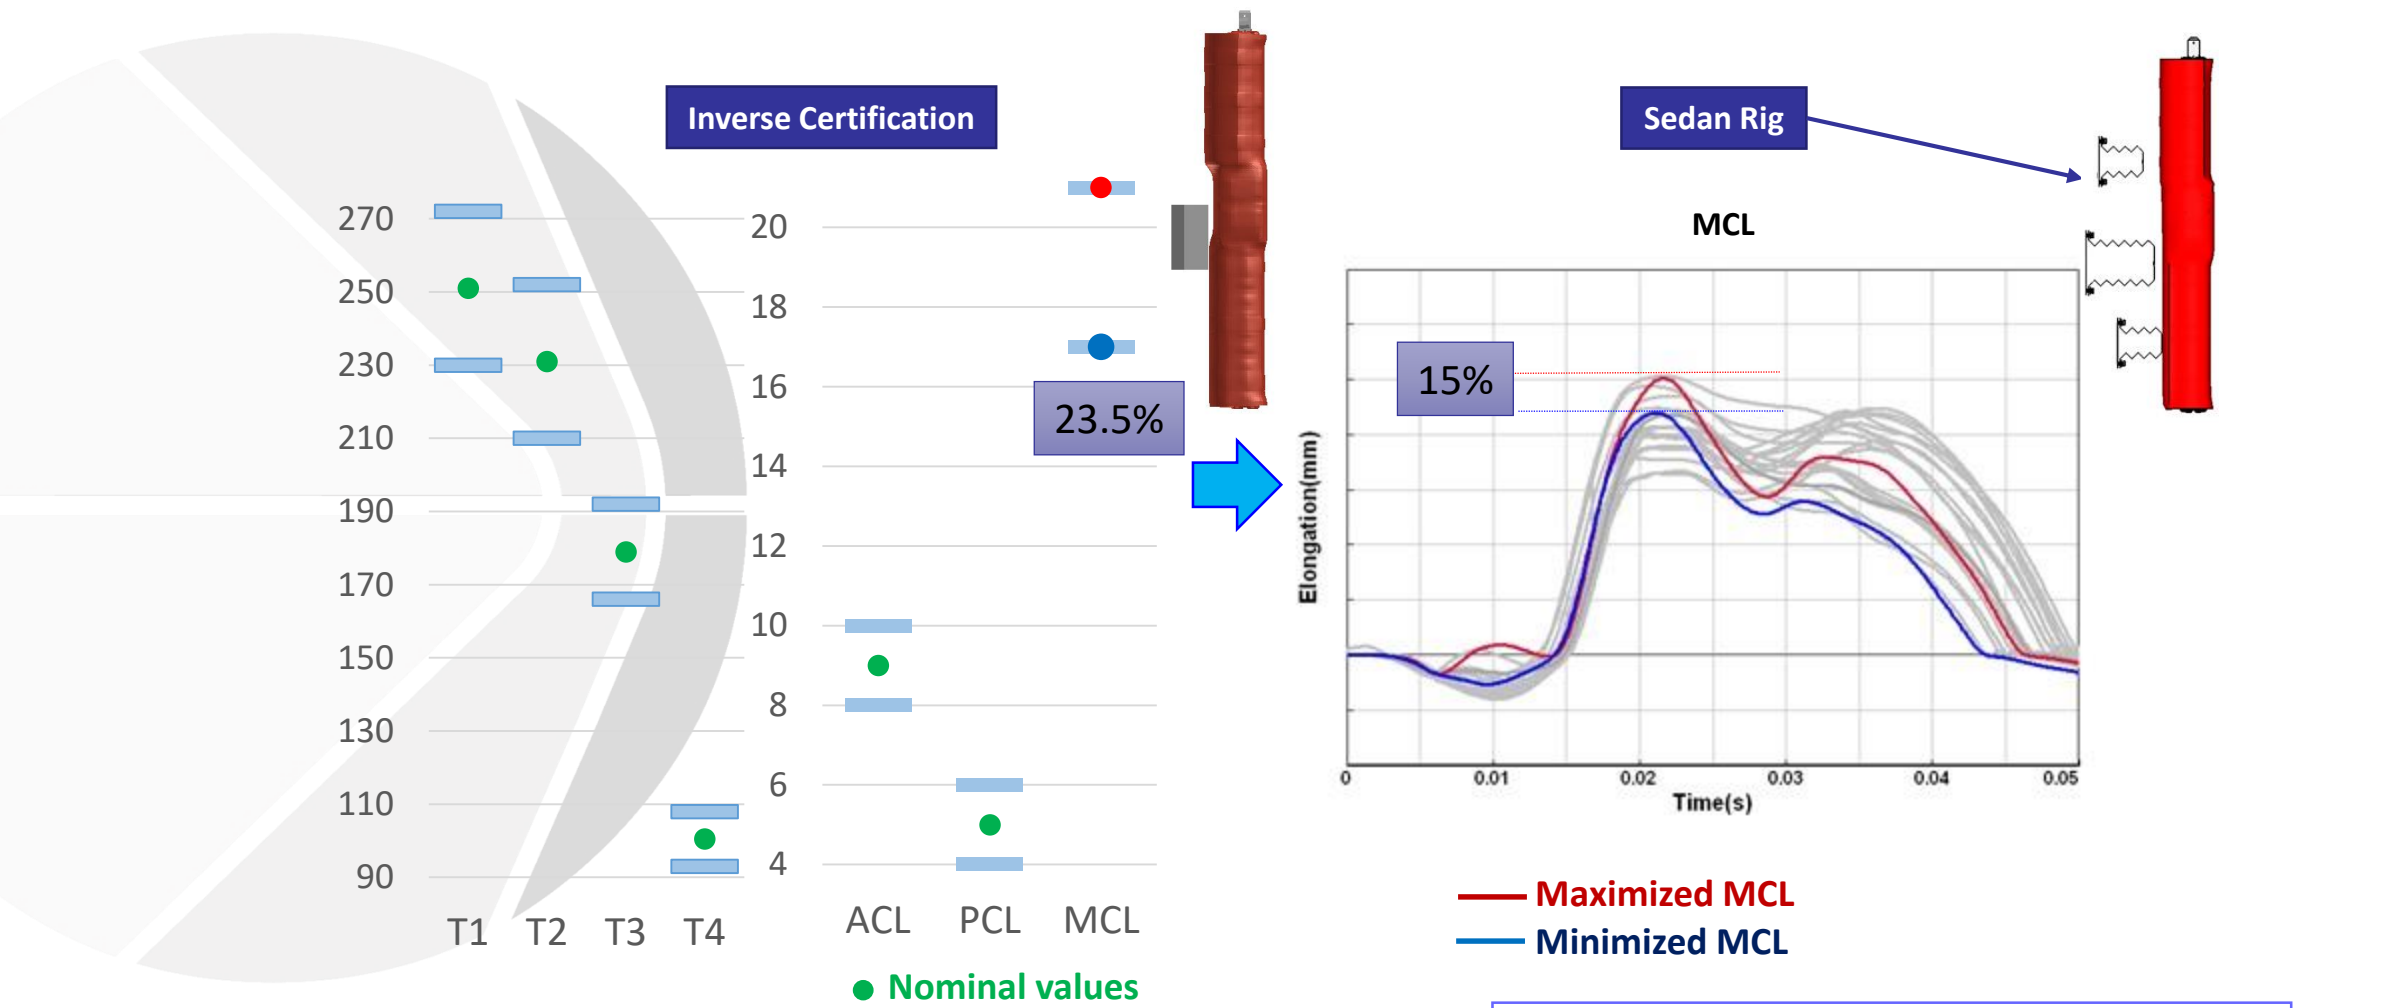 Inverse Certification
Sedan Rig
270
250
230
210
190
170
150
130
110
90
T1 T2 T3 T4
20
18
16
14
12
10
8
6
4
ACL PCL MCL
23.5%
Nominal values
MCL
15%
Elongation(mm)
0 0.01 0.02 0.03 0.04 0.05
Time(s)
Maximized MCL
Minimized MCL